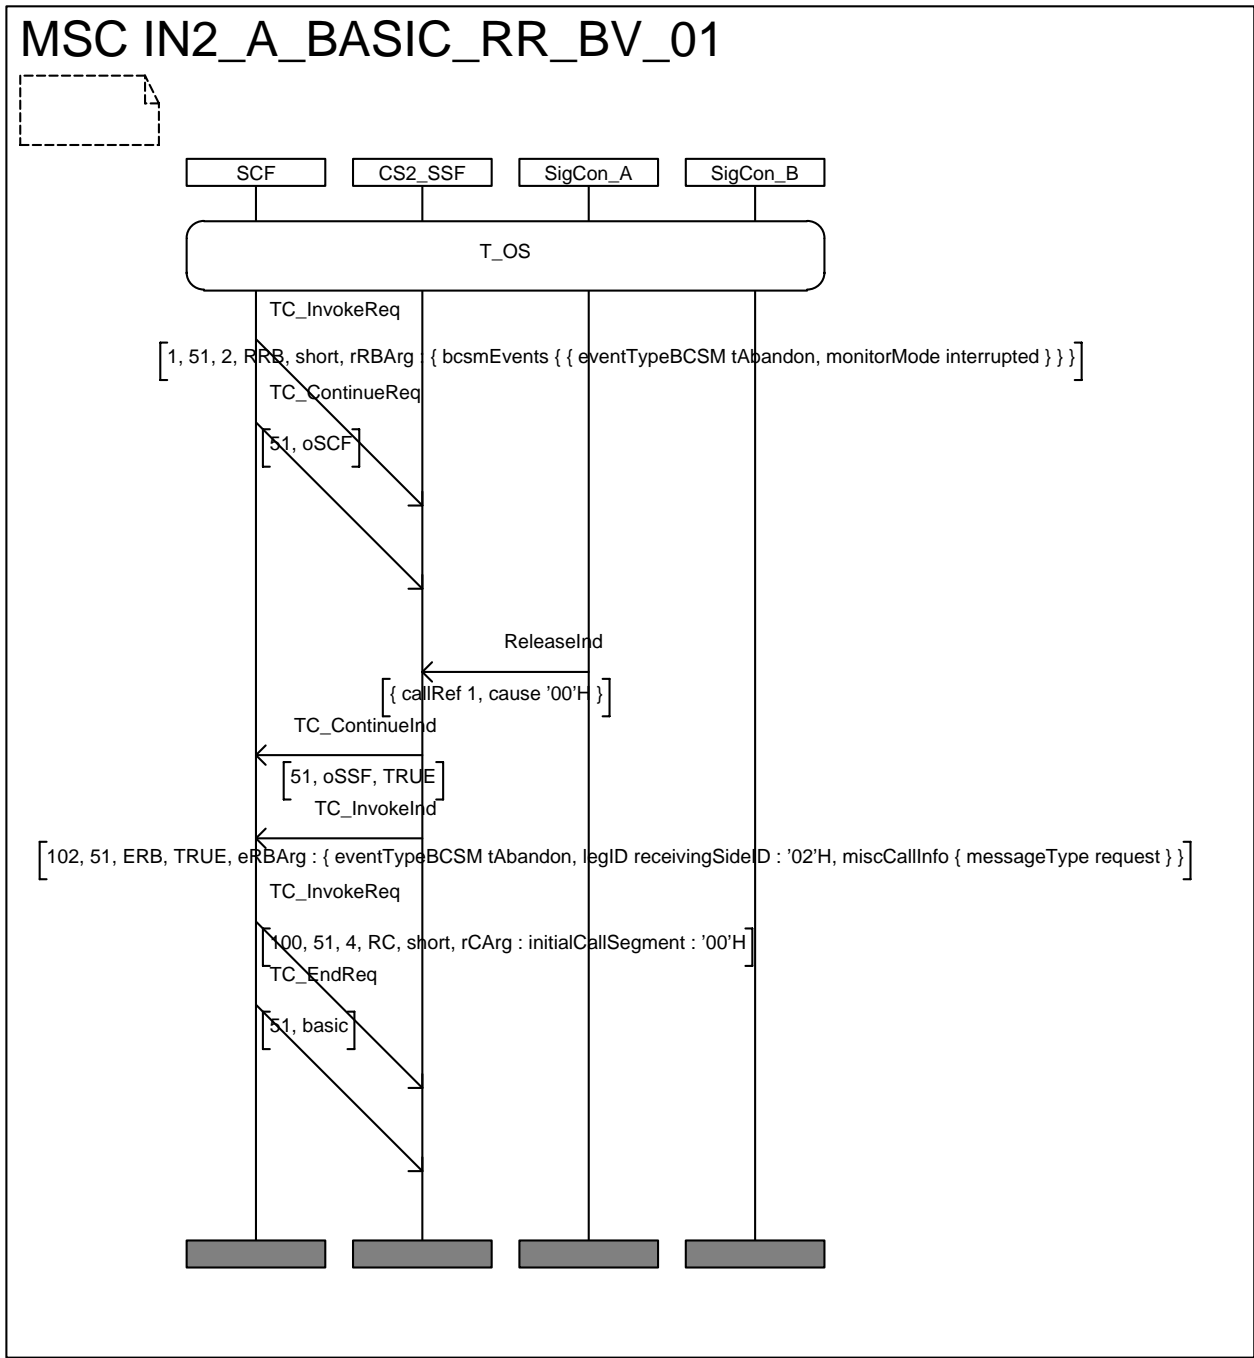 MSC IN2_A_BASIC_RR_BV_01
SCF CS2_SSF SigCon_A SigCon_B
T_OS
TC_InvokeReq
1, 51, 2, RRB, short, rRBArg : { bcsmEvents { { eventTypeBCSM tAbandon, monitorMode interrupted } } }
TC_ContinueReq
51, oSCF
ReleaseInd
{ callRef 1, cause ’00’H }
TC_ContinueInd
51, oSSF, TRUE
TC_InvokeInd
102, 51, ERB, TRUE, eRBArg : { eventTypeBCSM tAbandon, legID receivingSideID : ’02’H, miscCallInfo { messageType request } }
TC_InvokeReq
100, 51, 4, RC, short, rCArg : initialCallSegment : ’00’H
TC_EndReq
51, basic